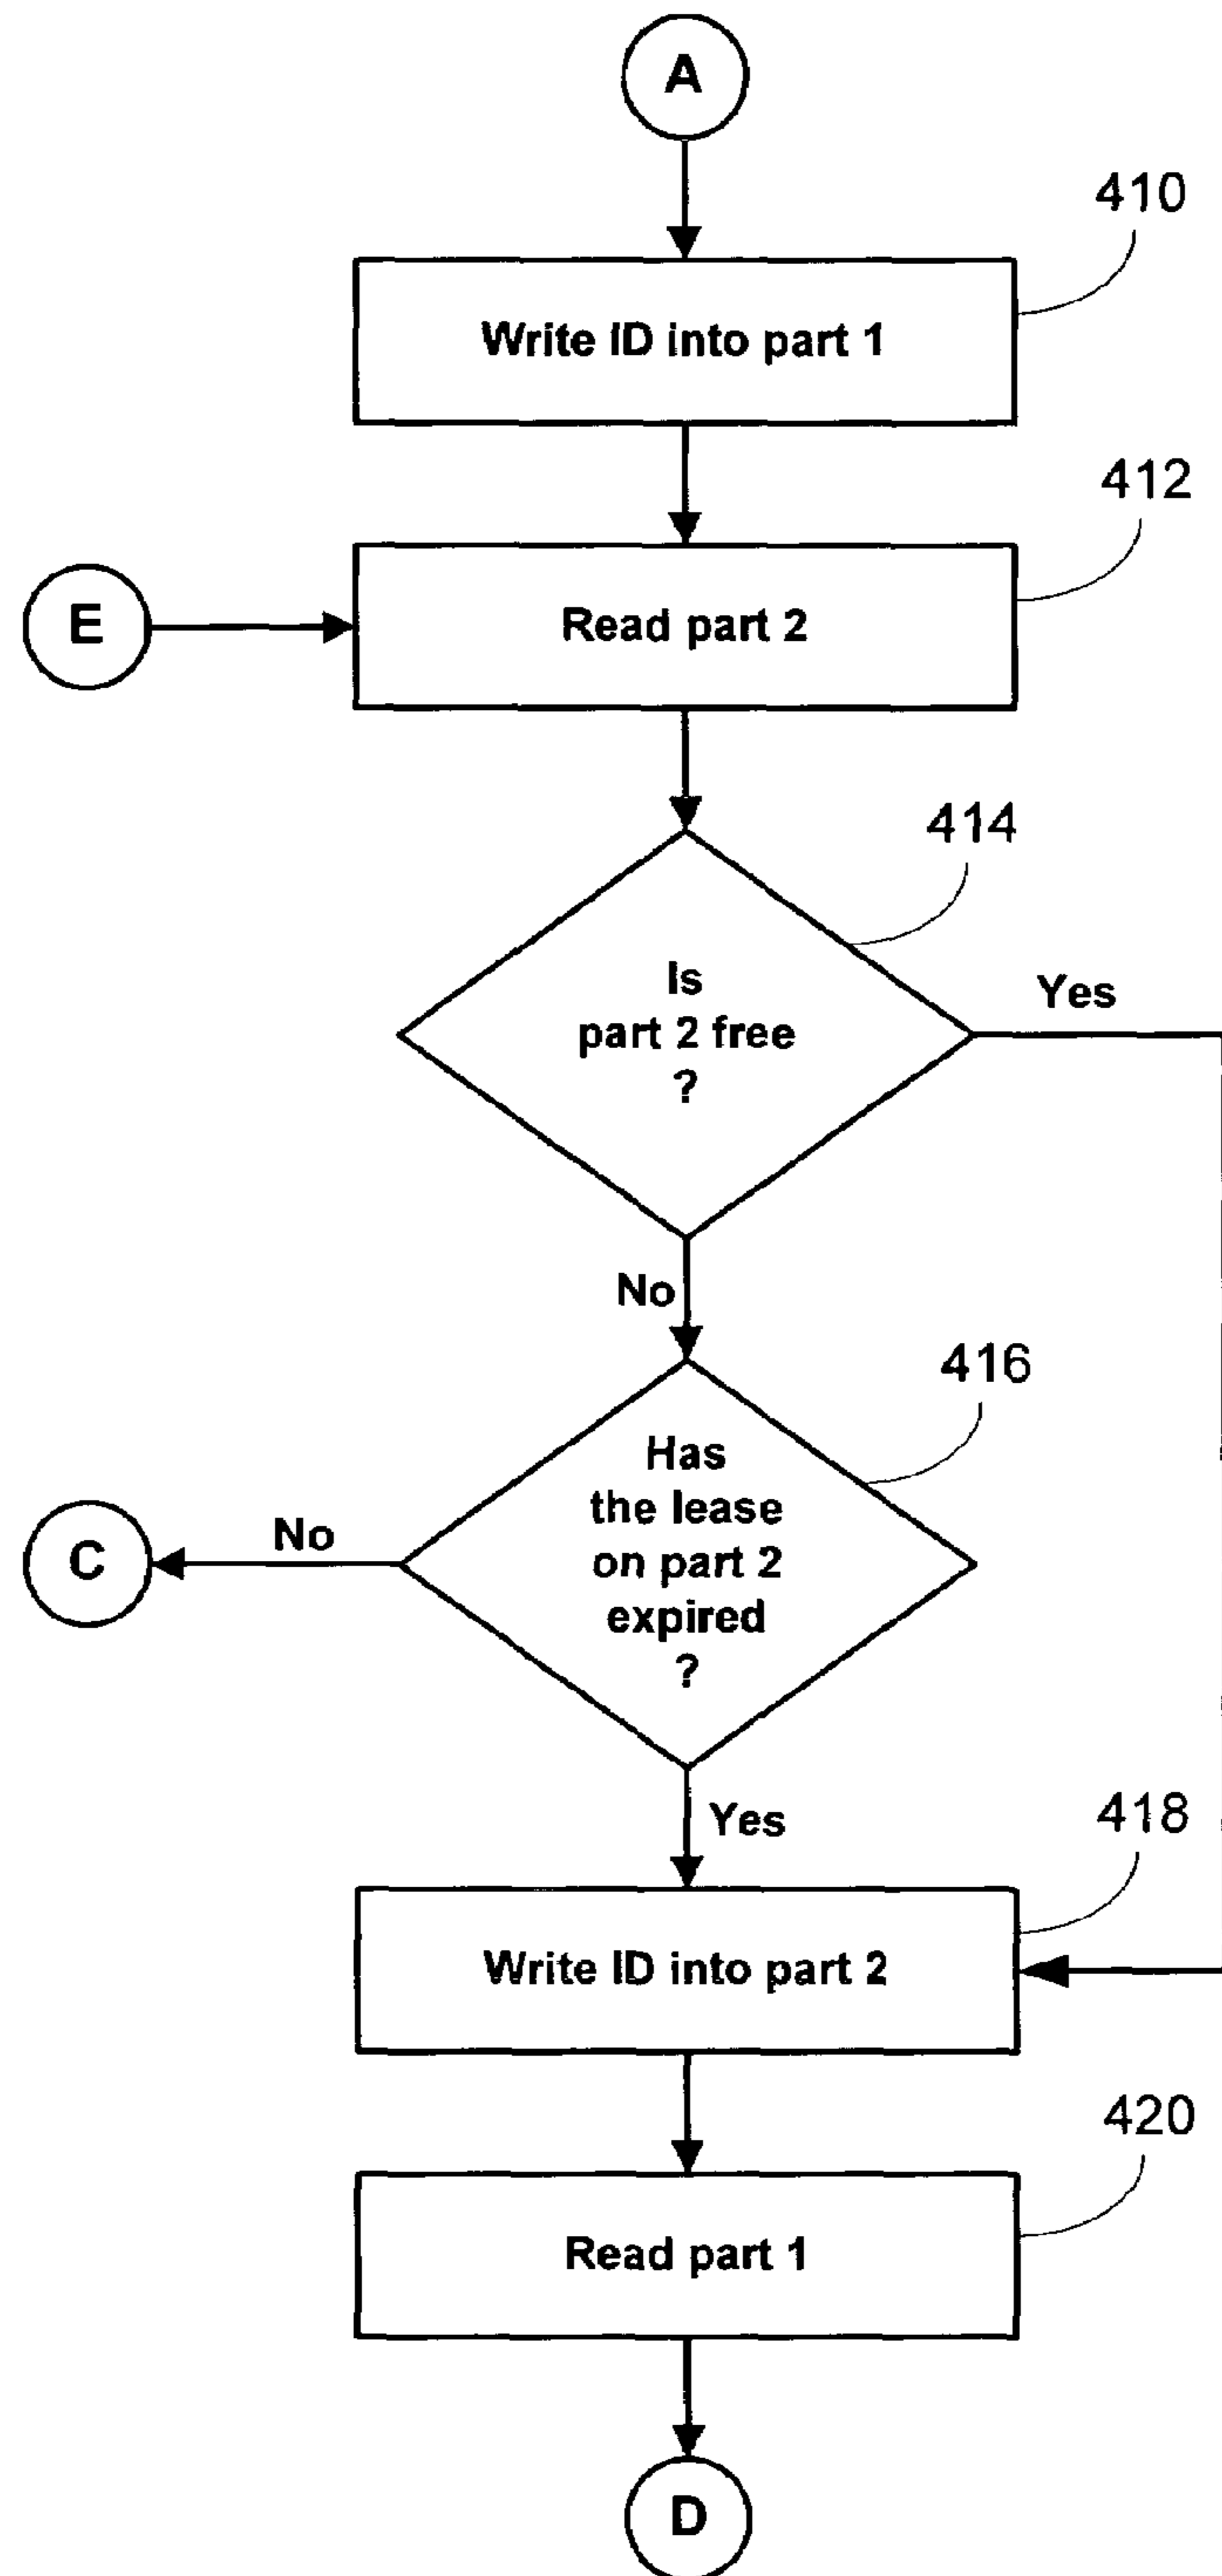 A
410
Write ID into part 1
412
E
Read part 2
414
Is
part 2 free
?
Yes
No
416
Has
the lease
on part 2
expired
?
No
C
Yes
418
Write ID into part 2
420
Read part 1
D